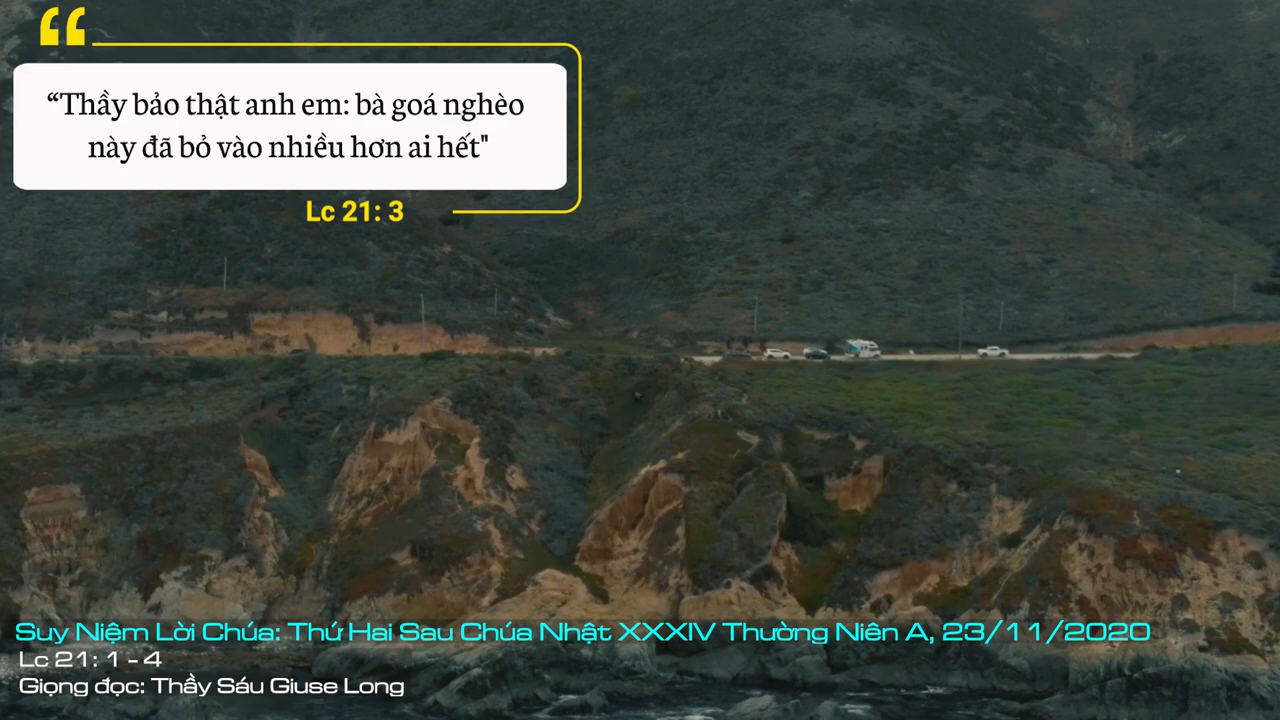 “Thầy bảo thật anh em: bà goá nghèo
này đã bỏ vào nhiều hơn ai hết"
Lc 21: 3
Suy Niệm Lời Chúa: Thứ Hai Sau Chúa Nhật XXXIV Thường Niên A, 23/11/2020
Lc 21: 1 - 4
Giọng đọc: Thầy Sáu Giuse Long